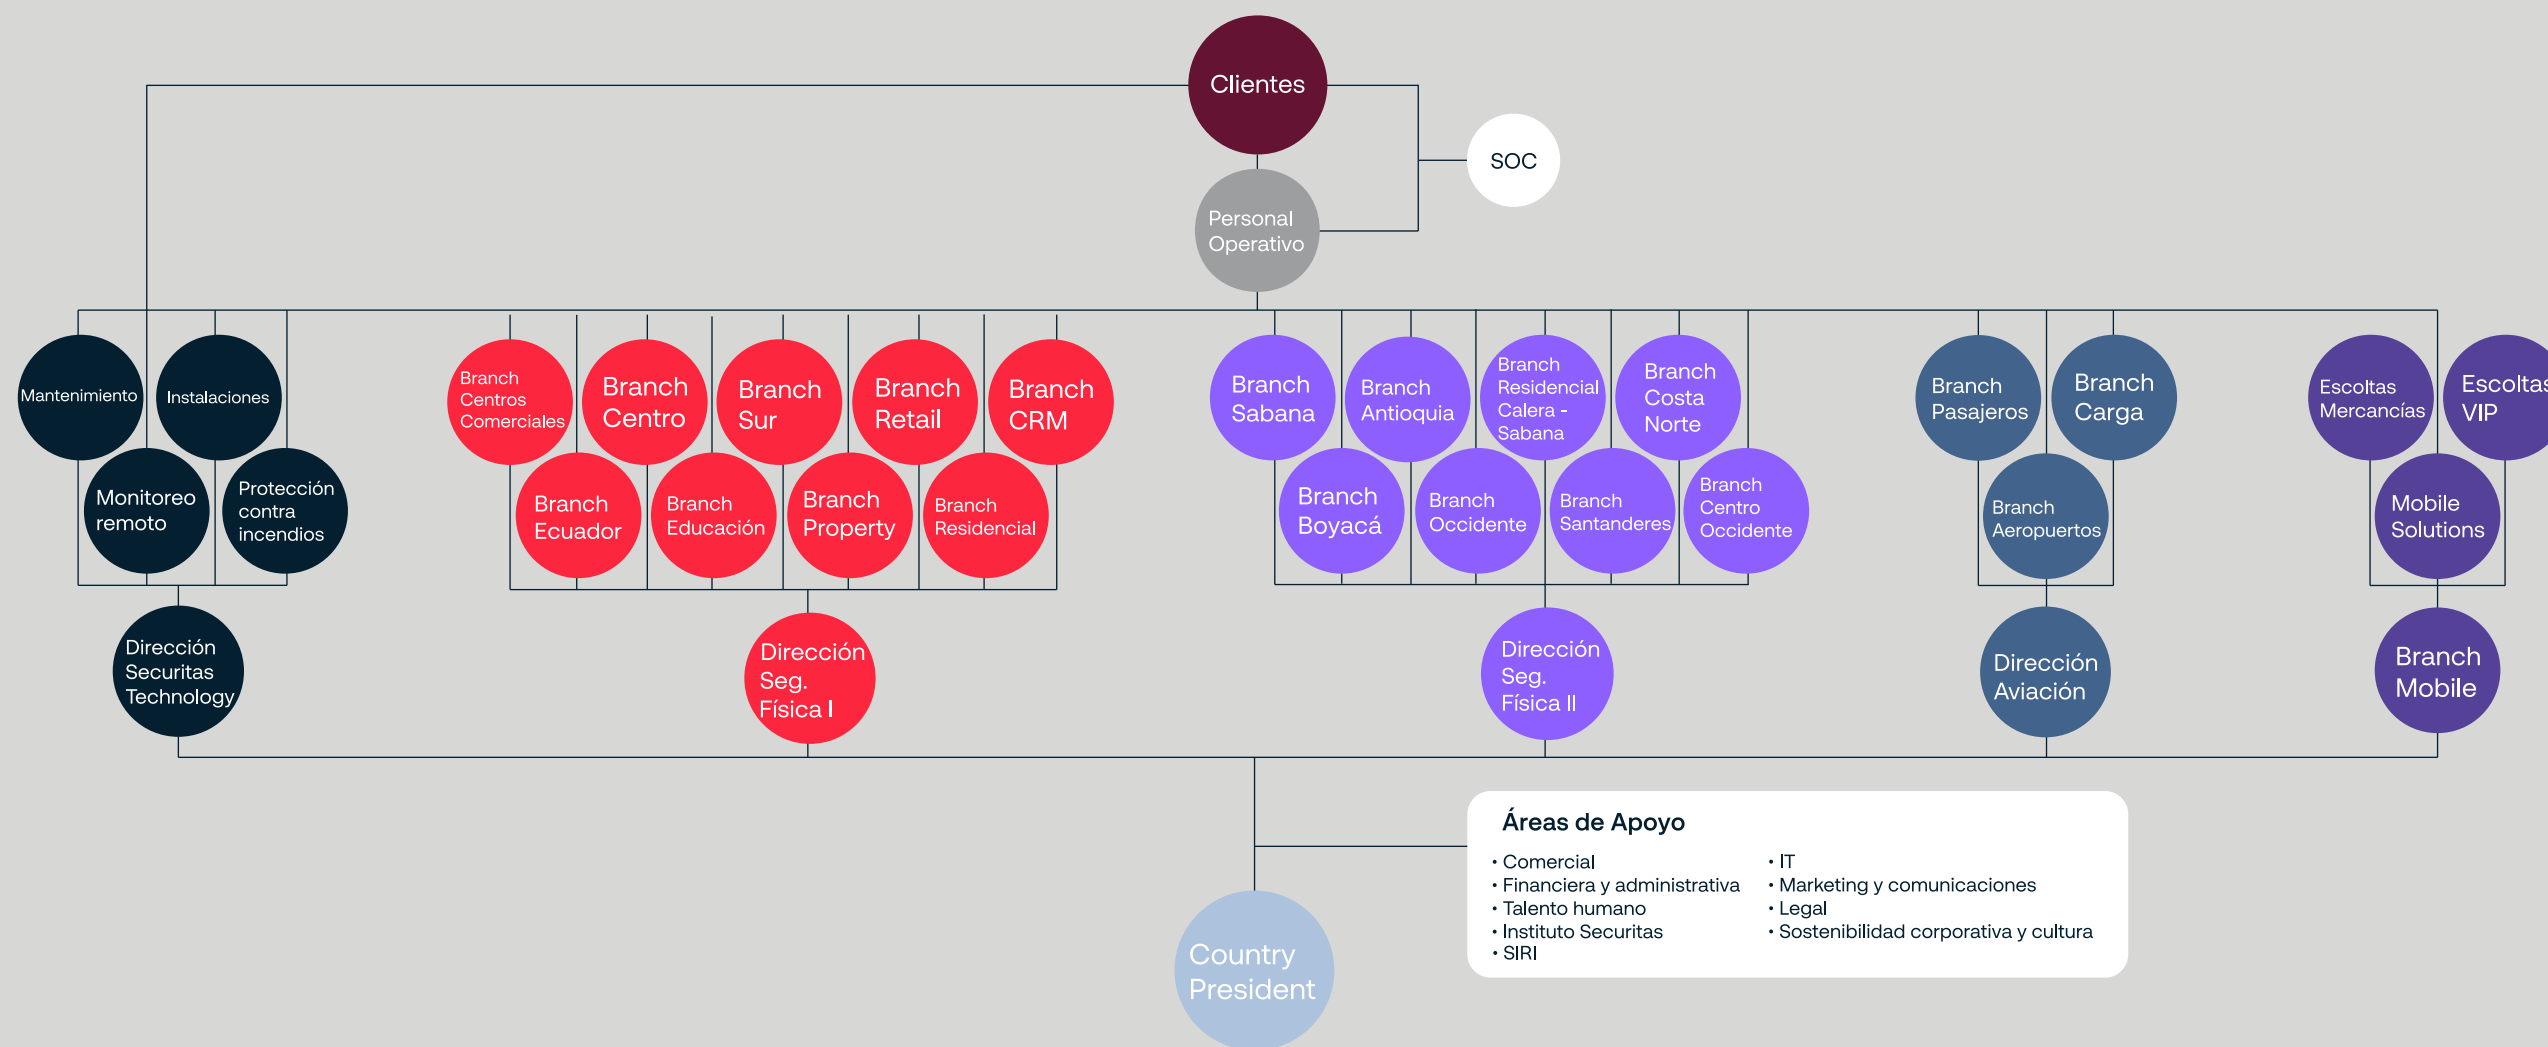 Clientes
SOC
Personal
Operativo
Mantenimiento
Instalaciones
Monitoreo
remoto
Protección
contra
incendios
Dirección
Securitas
Technology
Branch
Centros
Comerciales
Branch
Centro
Branch
Sur
Branch
Retail
Branch
CRM
Branch
Ecuador
Branch
Educación
Branch
Property
Branch
Residencial
Dirección
Seg.
Física I
Branch
Sabana
Branch
Antioquia
Branch
Residencial
Calera -
Sabana
Branch
Costa
Norte
Branch
Boyacá
Branch
Occidente
Branch
Santanderes
Branch
Centro
Occidente
Dirección
Seg.
Física II
Branch
Pasajeros
Branch
Carga
Branch
Aeropuertos
Dirección
Aviación
Escoltas
Mercancías
Escoltas
VIP
Mobile
Solutions
Branch
Mobile
Áreas de Apoyo
• Comercial
• Financiera y administrativa
• Talento humano
• Instituto Securitas
• SIRI
• IT
• Marketing y comunicaciones
• Legal
• Sostenibilidad corporativa y cultura
Country
President